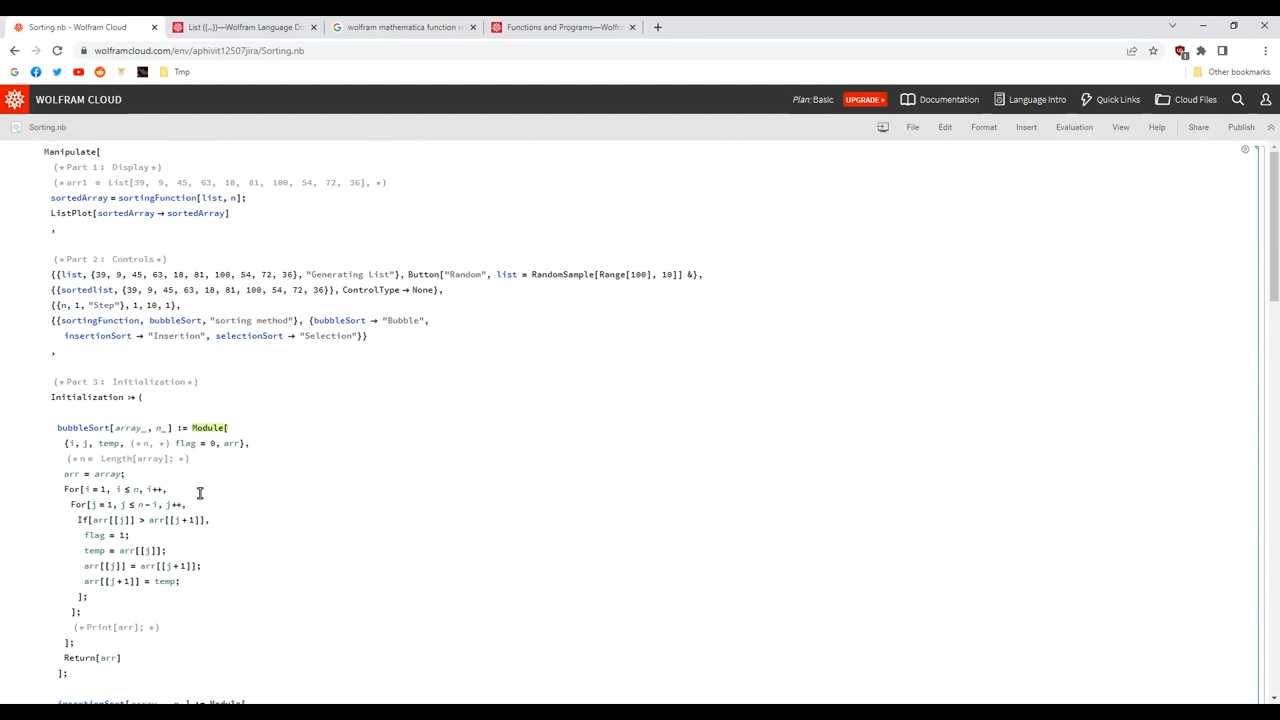 Sorting.nb - Wolfram Cloud
List ({...})—Wolfram Language Do
wolfram mathematica function n
Functions and Programs—Wolfr
wolframcloud.com/env/aphivit12507jira/Sorting.nb
Tmp
Other bookmarks
WOLFRAM CLOUD
Plan: Basic
UPGRADE »
Documentation
Language Intro
Quick Links
Cloud Files
Sorting.nb
File
Edit
Format
Insert
Evaluation
View
Help
Share
Publish
Manipulate[
(*Part 1: Display*)
(*arr1 = List[39, 9, 45, 63, 18, 81, 100, 54, 72, 36],*)
sortedArray = sortingFunction[list, n];
ListPlot[sortedArray → sortedArray]
,
(*Part 2: Controls*)
{{list, {39, 9, 45, 63, 18, 81, 100, 54, 72, 36}, "Generating List"}, Button["Random", list = RandomSample[Range[100], 10]] &},
{{sortedlist, {39, 9, 45, 63, 18, 81, 100, 54, 72, 36}}, ControlType → None},
{{n, 1, "Step"}, 1, 10, 1},
{{sortingFunction, bubbleSort, "sorting method"}, {bubbleSort → "Bubble",
insertionSort → "Insertion", selectionSort → "Selection"}}
,
(*Part 3: Initialization*)
Initialization :→ (
bubbleSort[array_, n_] := Module[
{i, j, temp, (*n,*) flag = 0, arr},
(*n= Length[array];*)
arr = array;
For[i = 1, i ≤ n, i++,
For[j = 1, j ≤ n - i, j++,
If[arr[[j]] > arr[[j + 1]],
flag = 1;
temp = arr[[j]];
arr[[j]] = arr[[j + 1]];
arr[[j + 1]] = temp;
];
];
(*Print[arr];*)
];
Return[arr]
];
insertionSort[array_, n_] := Module[